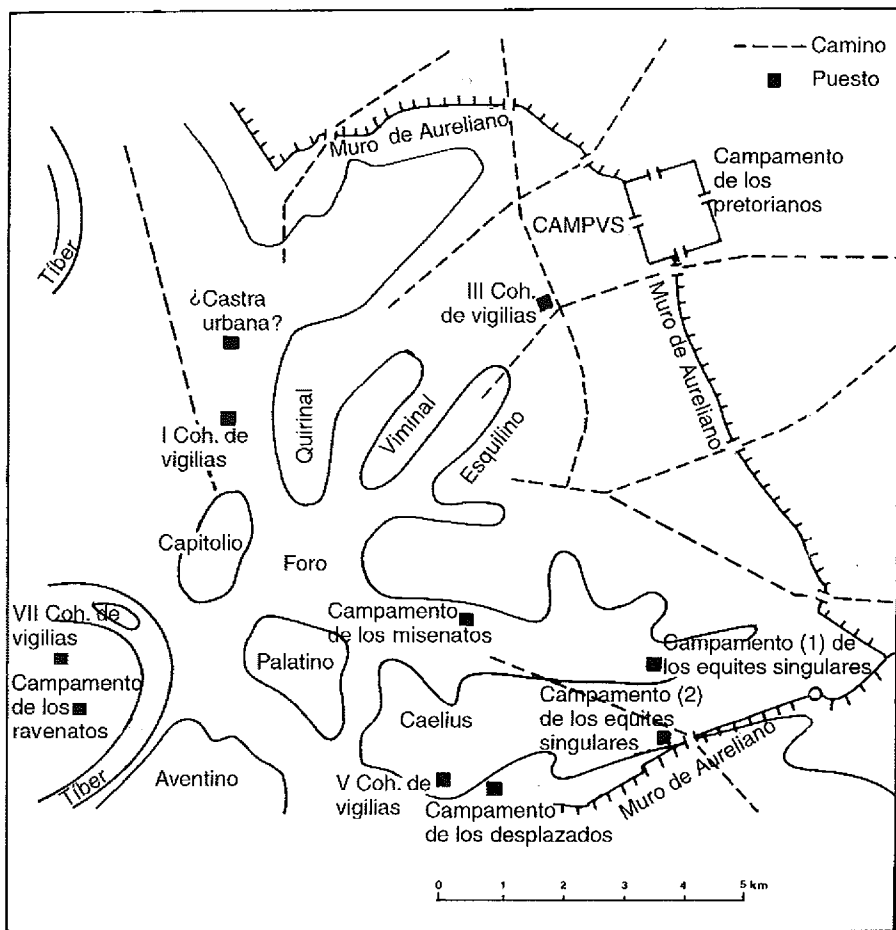 Camino
Puesto
Muro de Aureliano
Campamento
de los
pretorianos
CAMPVS
Tíber
¿Castra
urbana?
III Coh.
de vigilias
Muro de Aureliano
I Coh. de
vigilias
Quirinal
Viminal
Esquilino
Capitolio
Foro
VII Coh. de
vigilias
Campamento
de los misenatos
Campamento (1) de
los equites singulares
Palatino
Campamento
de los
ravenatos
Campamento (2)
de los equites
singulares
Caelius
Muro de Aureliano
Tíber
Aventino
V Coh. de
vigilias
Campamento
de los desplazados
0 1 2 3 4 5 km